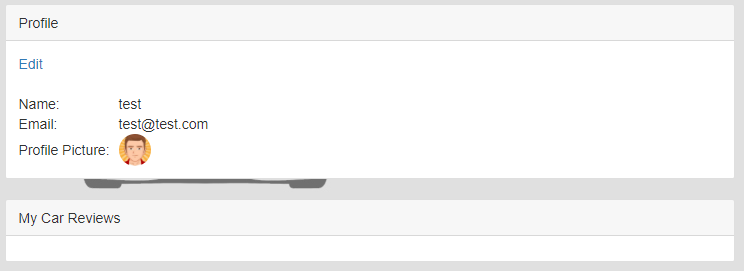 Profile
Edit
Name: test
Email: test@test.com
Profile Picture:
My Car Reviews